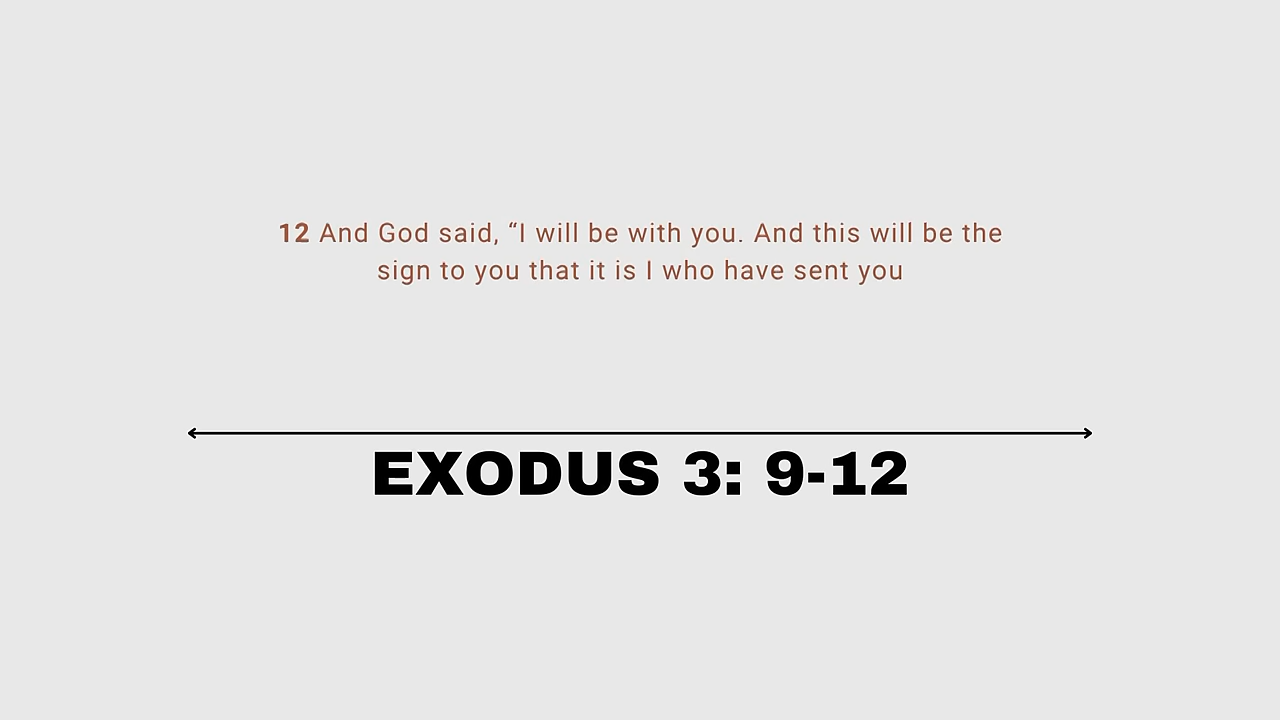 12 And God said, “I will be with you. And this will be the
sign to you that it is I who have sent you
EXODUS 3: 9-12